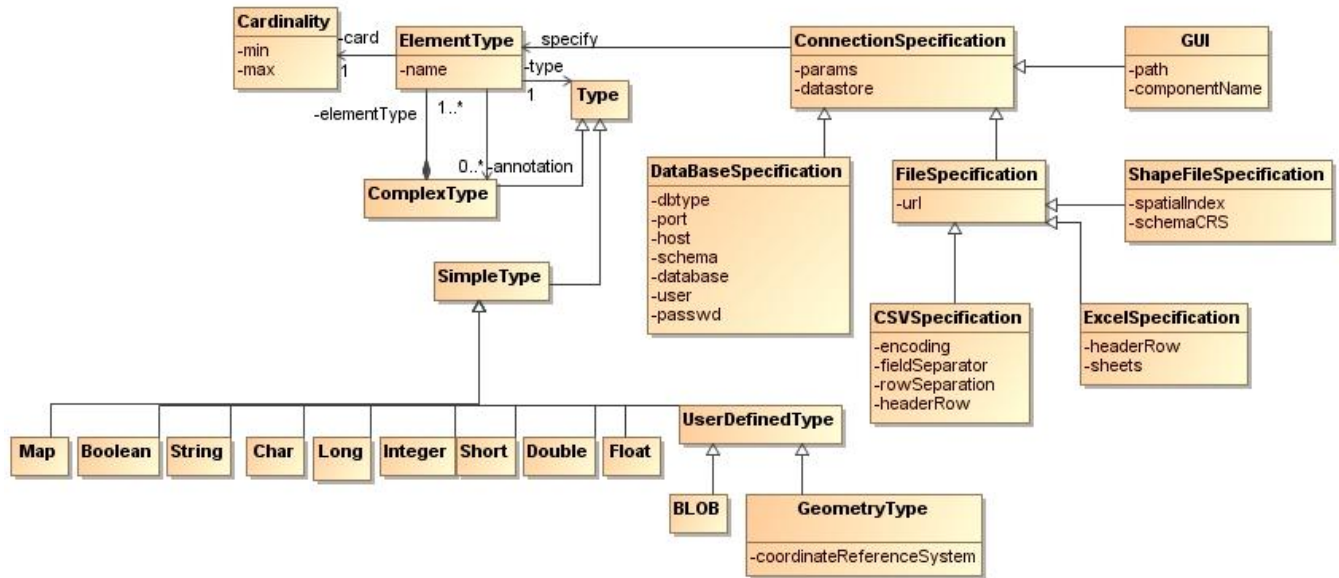 Cardinality
-min
-max
-card
1
ElementType
-name
specify
-type
1
Type
-elementType
1..*
0..*
-annotation
ComplexType
ConnectionSpecification
-params
-datastore
GUI
-path
-componentName
DataBaseSpecification
-dbtype
-port
-host
-schema
-database
-user
-passwd
FileSpecification
-url
ShapeFileSpecification
-spatialIndex
-schemaCRS
SimpleType
CSVSpecification
-encoding
-fieldSeparator
-rowSeparation
-headerRow
ExcelSpecification
-headerRow
-sheets
Map
Boolean
String
Char
Long
Integer
Short
Double
Float
UserDefinedType
BLOB
GeometryType
-coordinateReferenceSystem